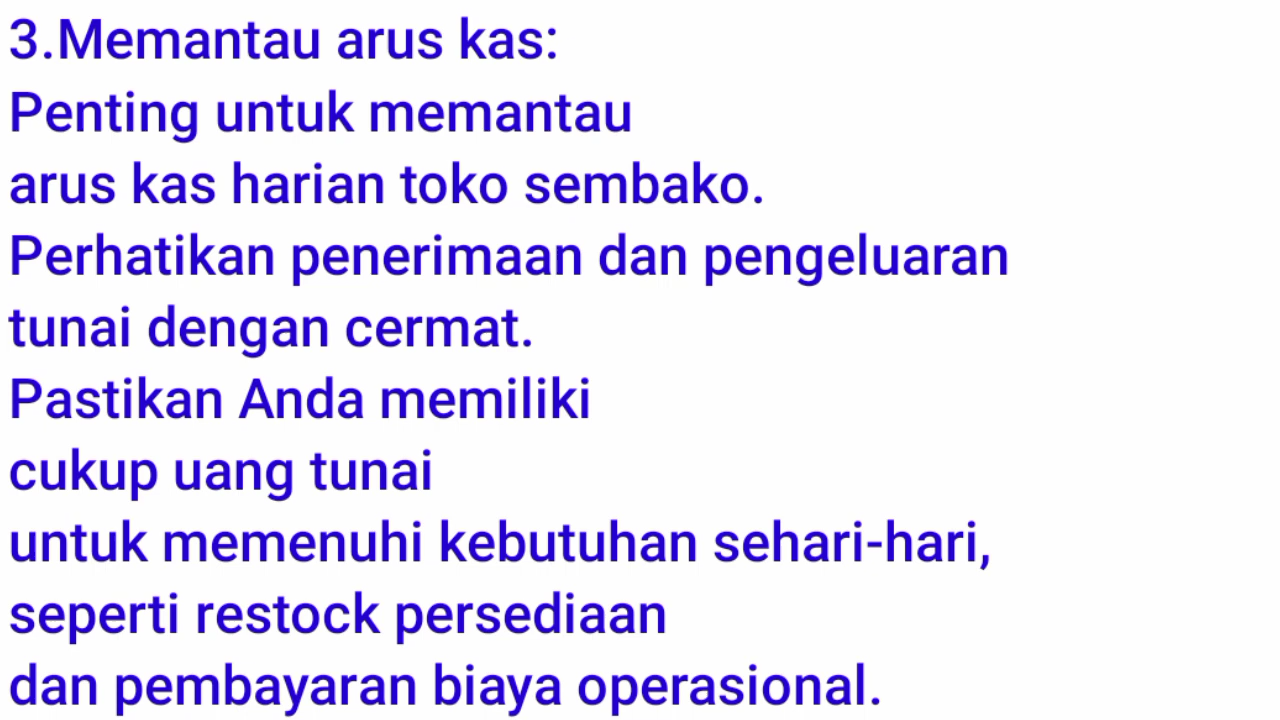 3.Memantau arus kas:
Penting untuk memantau
arus kas harian toko sembako.
Perhatikan penerimaan dan pengeluaran
tunai dengan cermat.
Pastikan Anda memiliki
cukup uang tunai
untuk memenuhi kebutuhan sehari-hari,
seperti restock persediaan
dan pembayaran biaya operasional.